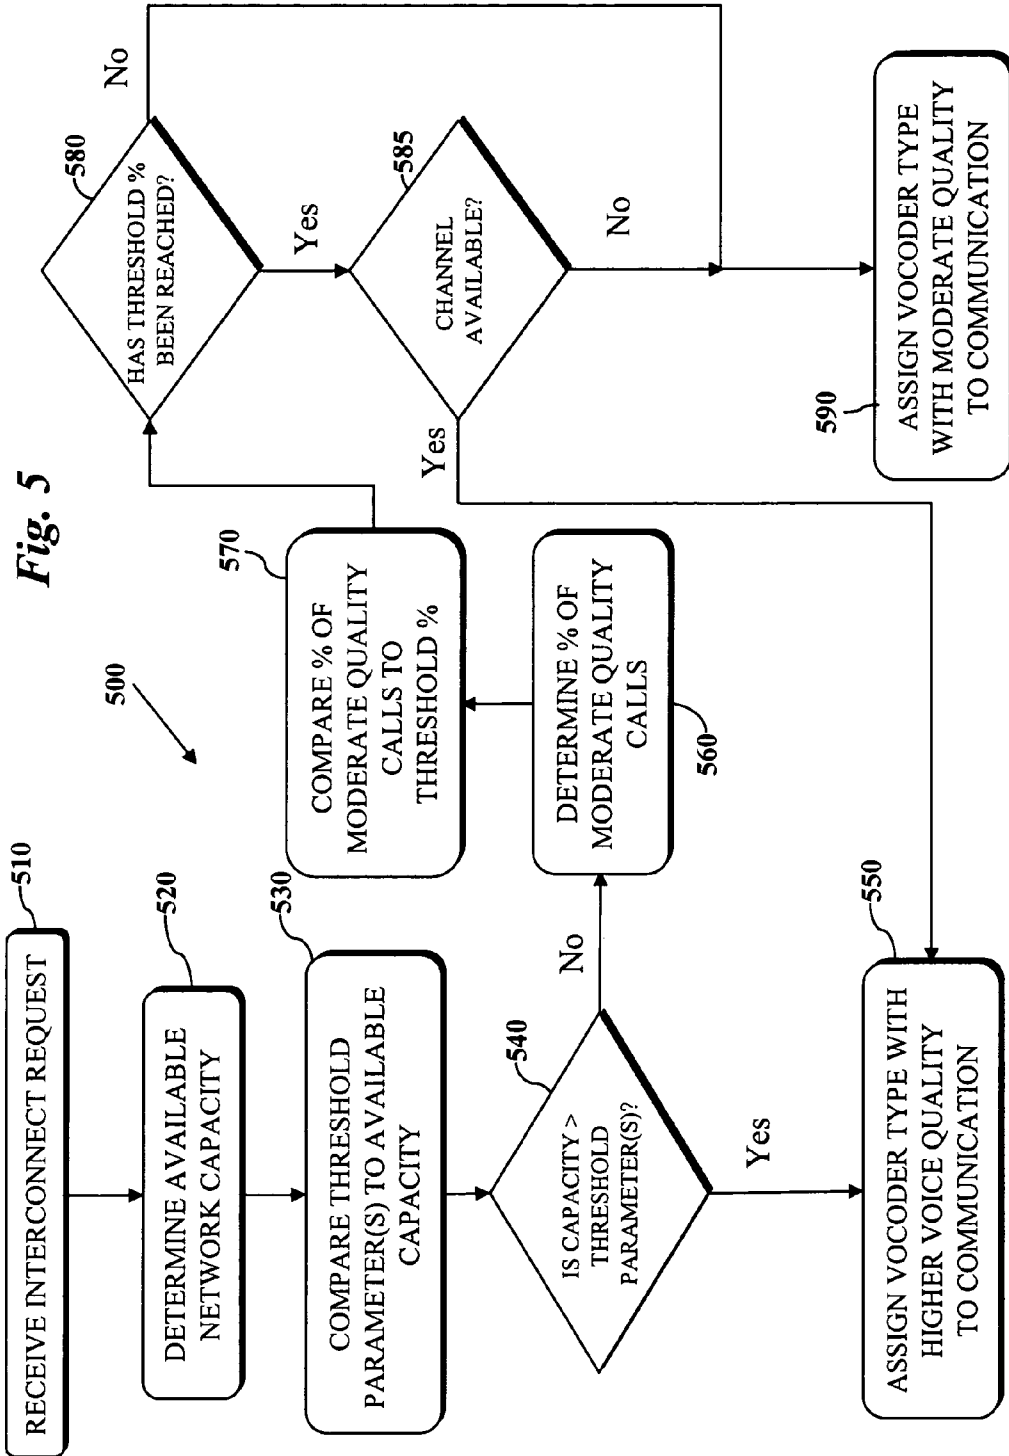 Fig. 5
500
RECEIVE INTERCONNECT REQUEST
510
DETERMINE AVAILABLE
NETWORK CAPACITY
520
COMPARE THRESHOLD
PARAMETER(S) TO AVAILABLE
CAPACITY
530
IS CAPACITY >
THRESHOLD
PARAMETER(S)?
540
No
Yes
ASSIGN VOCODER TYPE WITH
HIGHER VOICE QUALITY
TO COMMUNICATION
550
DETERMINE % OF
MODERATE QUALITY
CALLS
560
COMPARE % OF
MODERATE QUALITY
CALLS TO
THRESHOLD %
570
HAS THRESHOLD %
BEEN REACHED?
580
No
Yes
CHANNEL
AVAILABLE?
585
Yes
No
ASSIGN VOCODER TYPE
WITH MODERATE QUALITY
TO COMMUNICATION
590